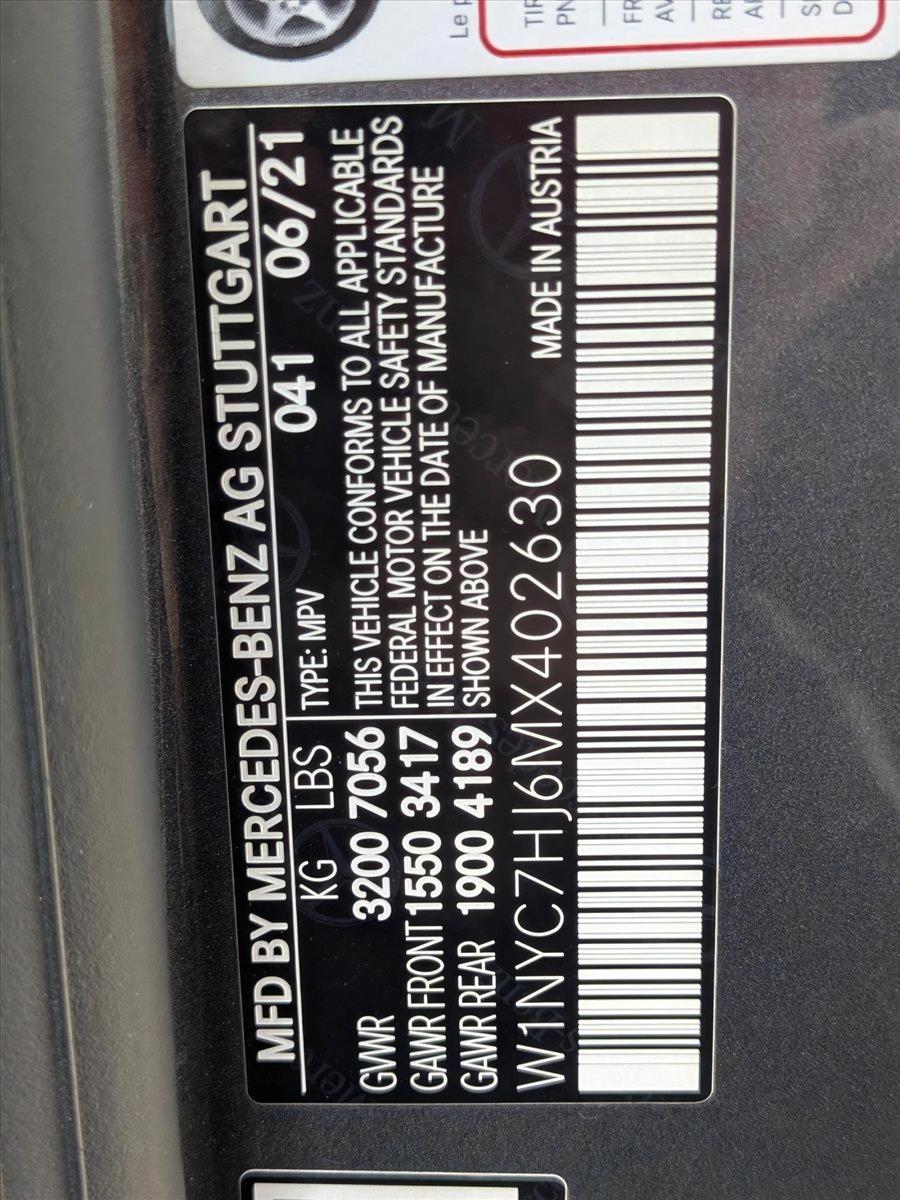 MFD BY MERCEDES-BENZ AG STUTTGART
KG LBS
041 06/21
TYPE: MPV
GVWR 3200 7056
GAWR FRONT 1550 3417
GAWR REAR 1900 4189
THIS VEHICLE CONFORMS TO ALL APPLICABLE
FEDERAL MOTOR VEHICLE SAFETY STANDARDS
IN EFFECT ON THE DATE OF MANUFACTURE
SHOWN ABOVE
MADE IN AUSTRIA
W1NYC7HJ6MX402630
Le